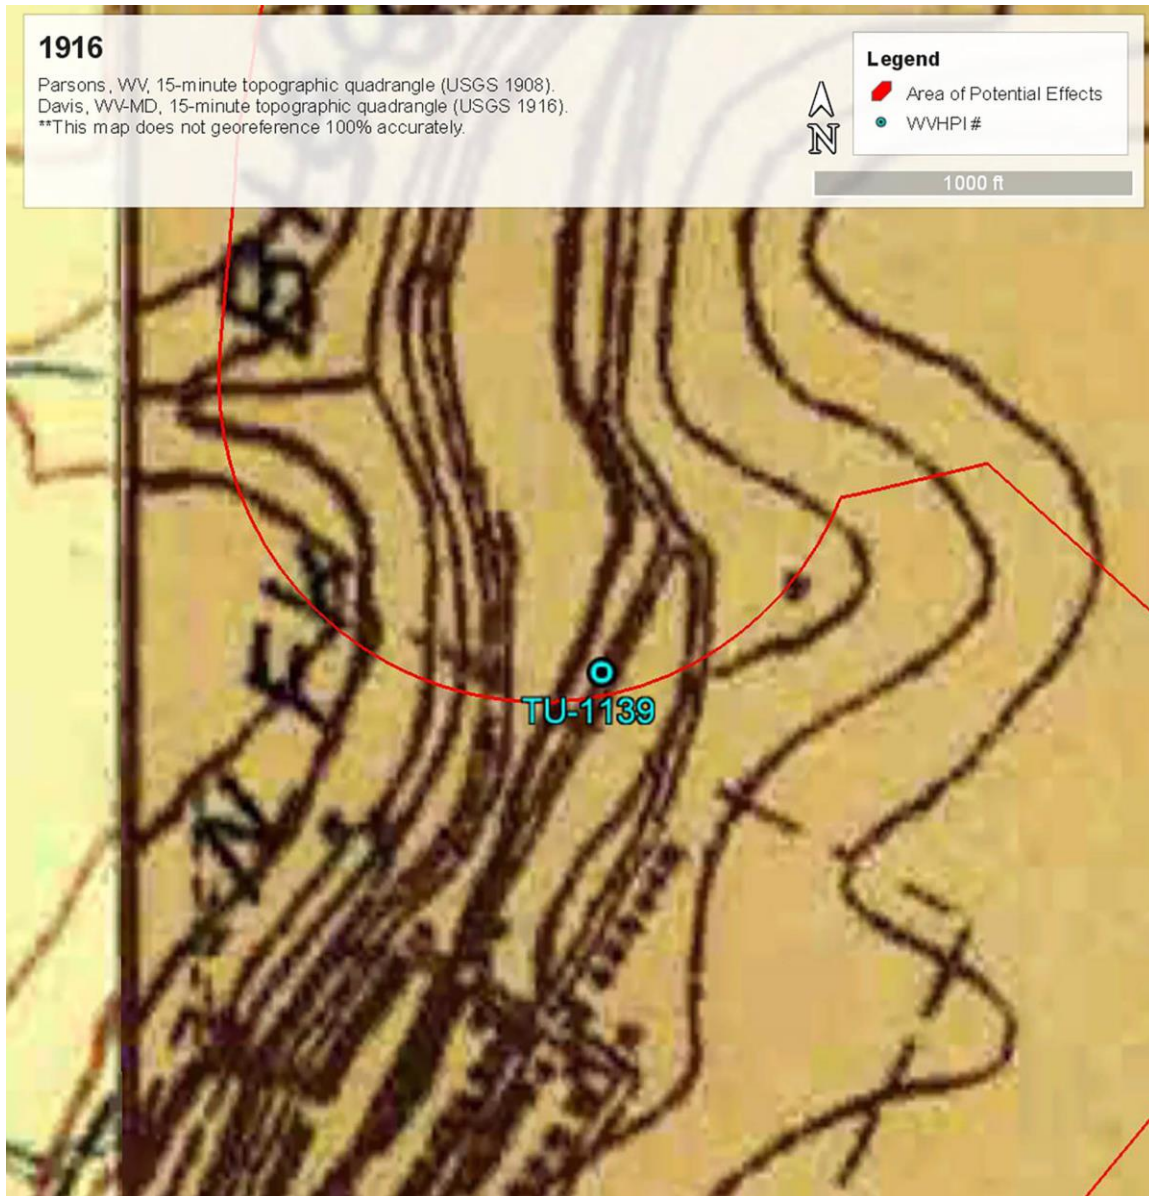 1916
Parsons, WV, 15-minute topographic quadrangle (USGS 1908).
Davis, WV-MD, 15-minute topographic quadrangle (USGS 1916).
**This map does not georeference 100% accurately.
N
Legend
Area of Potential Effects
WVHPI #
1000 ft
TU-1139